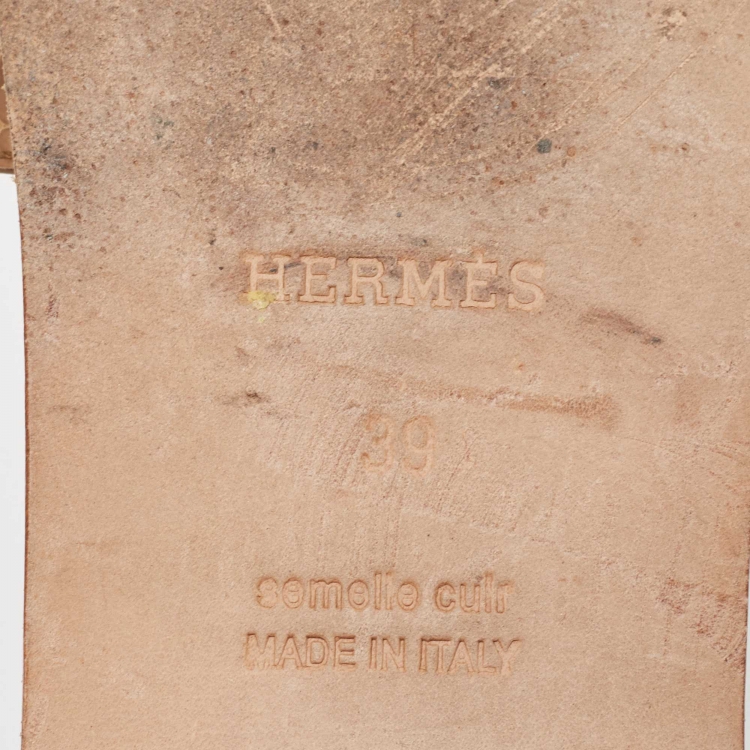 HERMÈS
39
semelle cuir
MADE IN ITALY